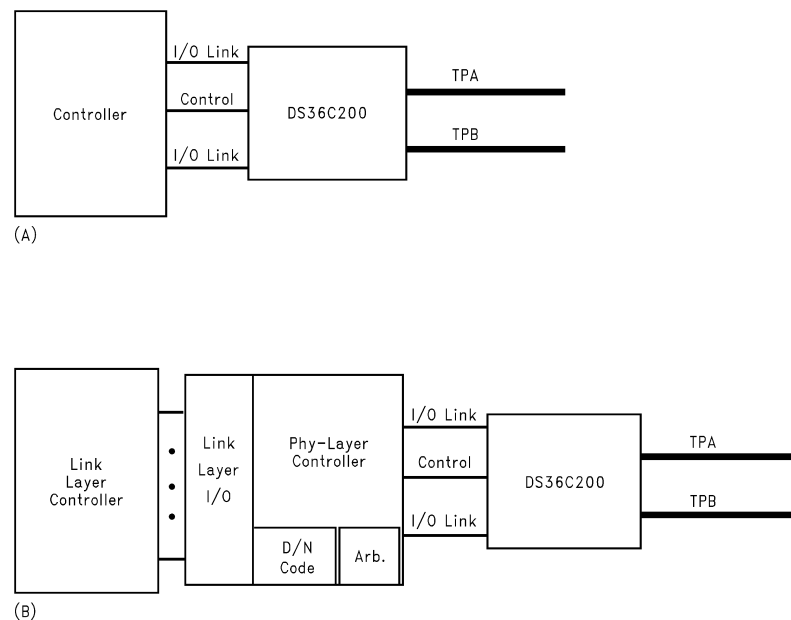 I/O Link
TPA
Control
Controller
DS36C200
TPB
I/O Link
(A)
I/O Link
Link
Layer
I/O
Phy-Layer
Controller
TPA
Control
Link
Layer
Controller
DS36C200
TPB
I/O Link
D/N
Code
Arb.
(B)